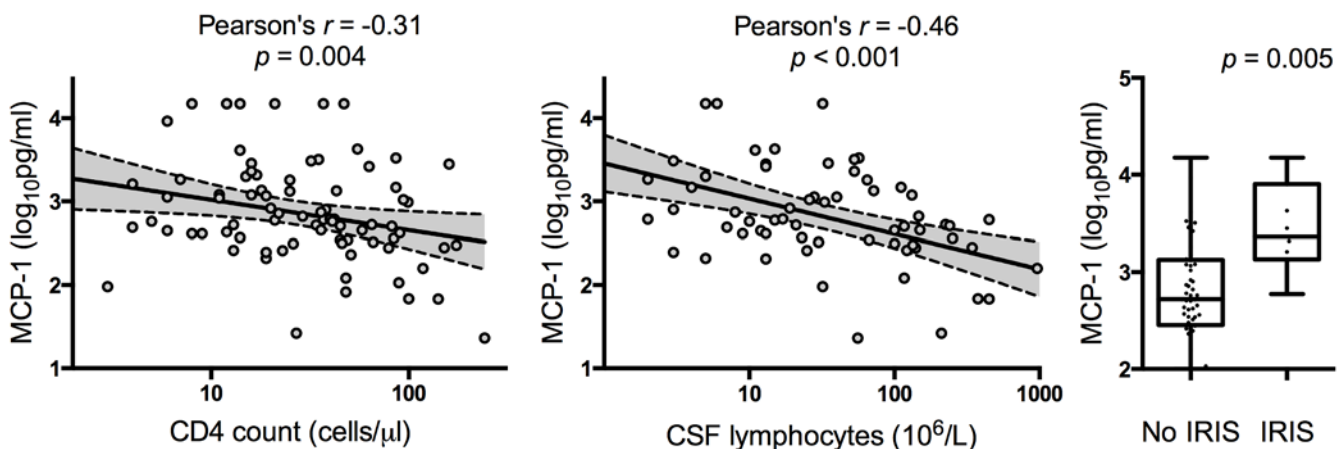 Pearson's r = -0.31
p = 0.004
MCP-1 (log₁₀pg/ml)
4
3
2
1
10
100
CD4 count (cells/μl)
Pearson's r = -0.46
p < 0.001
MCP-1 (log₁₀pg/ml)
4
3
2
1
10
100
1000
CSF lymphocytes (10⁶/L)
p = 0.005
MCP-1 (log₁₀pg/ml)
5
4
3
2
No IRIS
IRIS